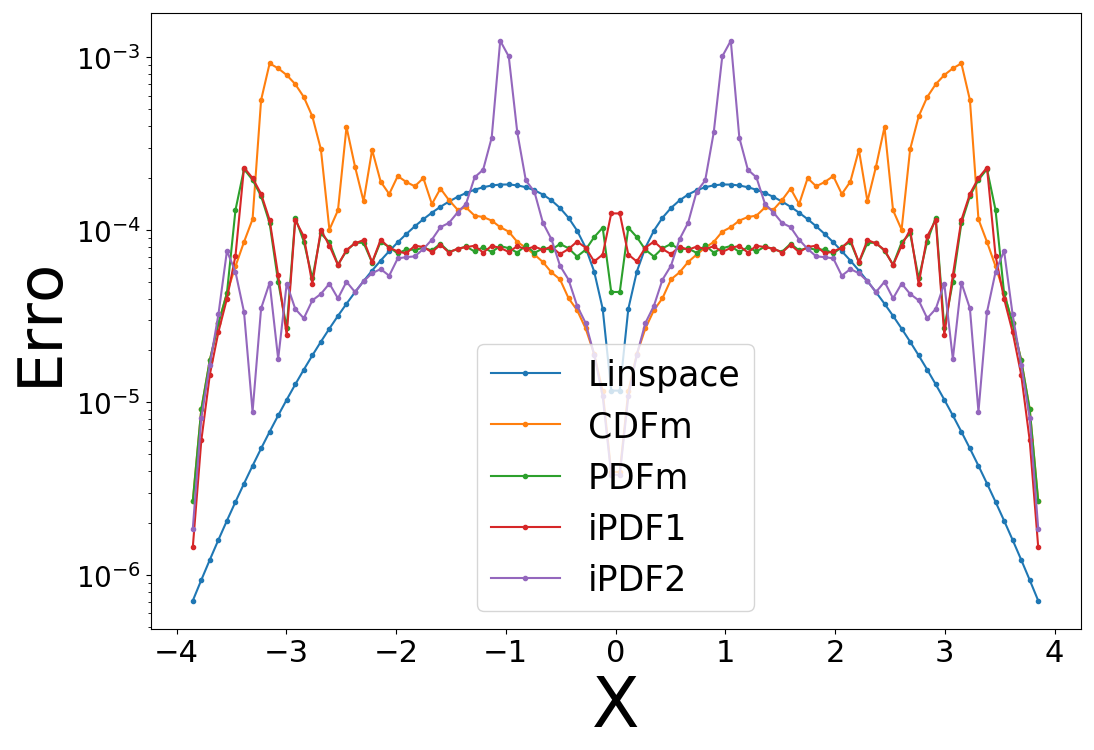 Erro
10⁻³
10⁻⁴
10⁻⁵
10⁻⁶
Linspace
CDFm
PDFm
iPDF1
iPDF2
−4 −3 −2 −1 0 1 2 3 4
X